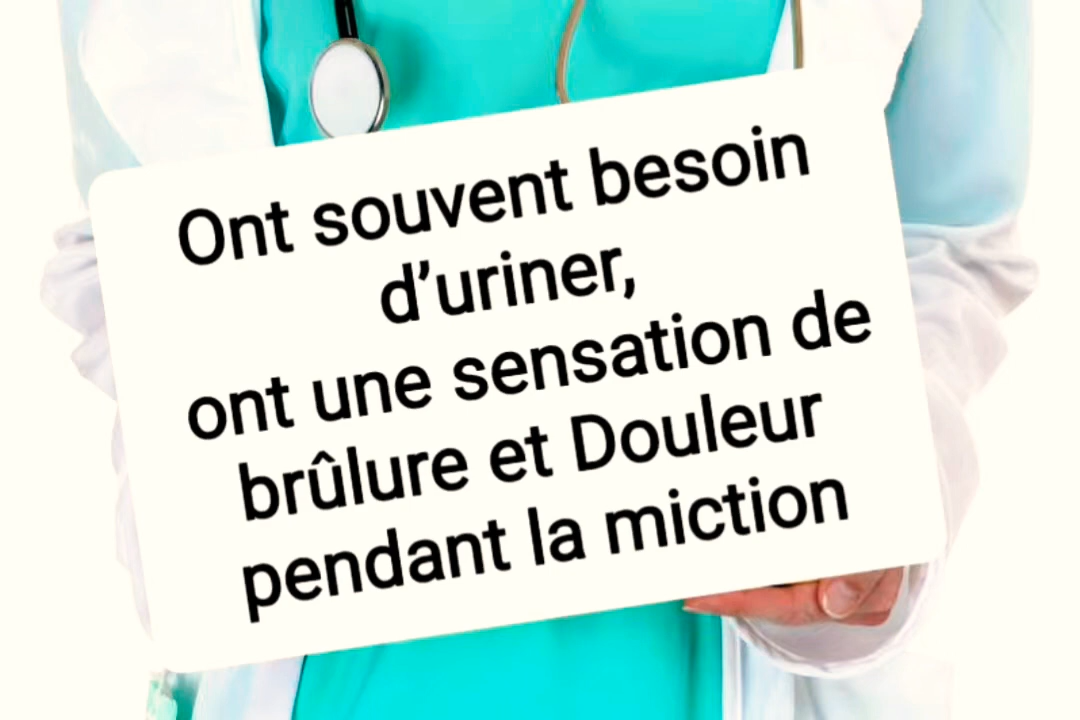 Ont souvent besoin
d’uriner,
ont une sensation de
brûlure et Douleur
pendant la miction